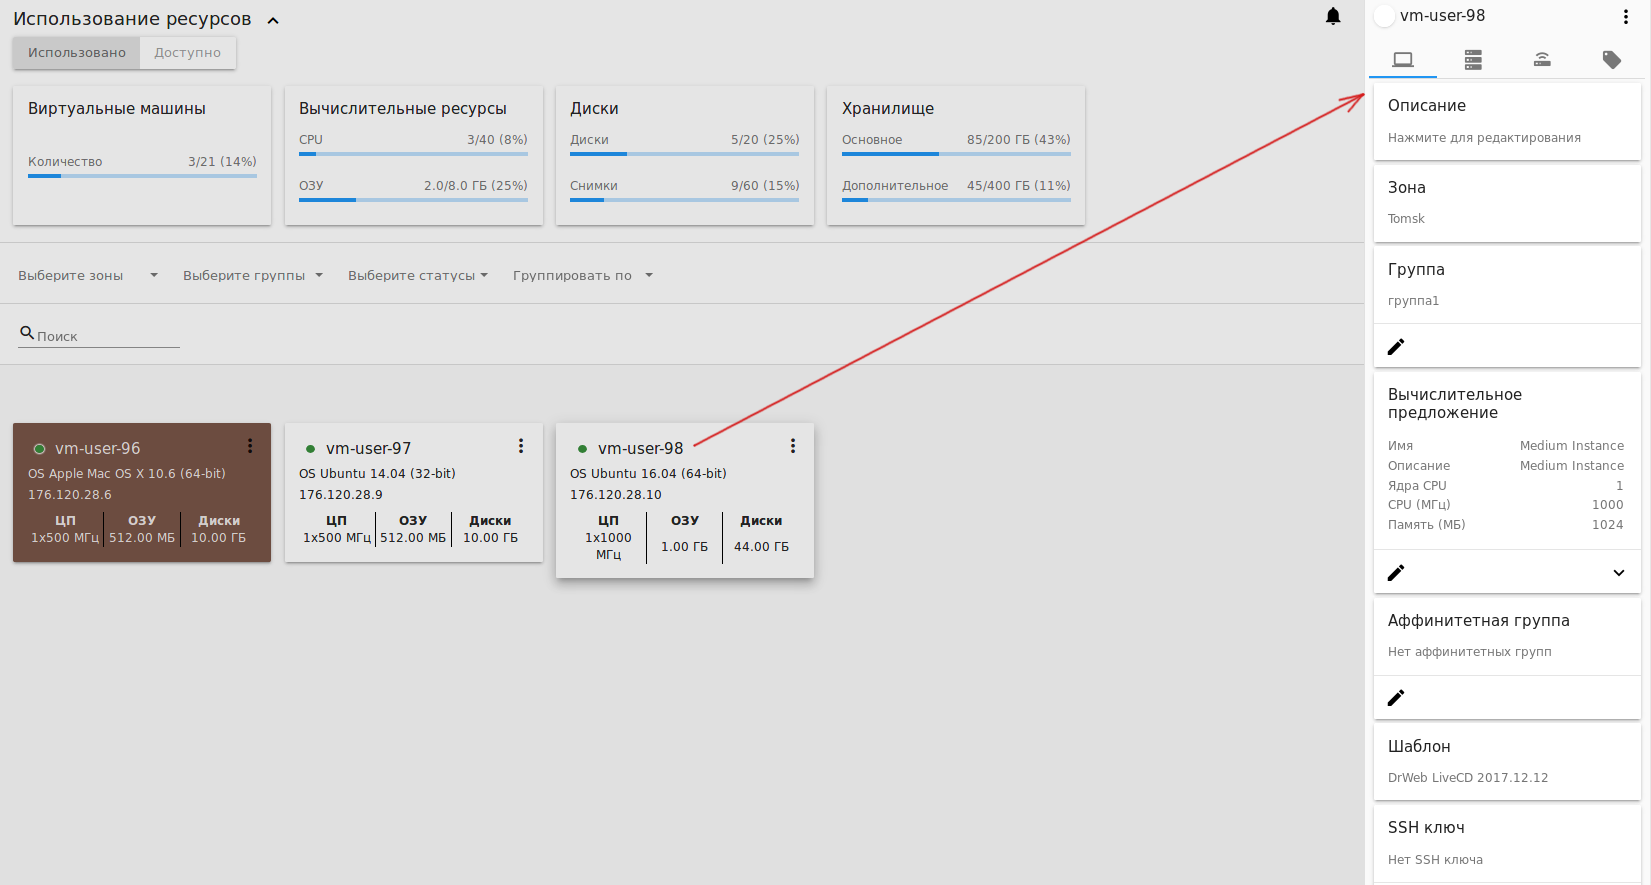 Использование ресурсов
Использовано
Доступно
Виртуальные машины
Количество 3/21 (14%)
Вычислительные ресурсы
CPU 3/40 (8%)
ОЗУ 2.0/8.0 ГБ (25%)
Диски
Диски 5/20 (25%)
Снимки 9/60 (15%)
Хранилище
Основное 85/200 ГБ (43%)
Дополнительное 45/400 ГБ (11%)
Выберите зоны
Выберите группы
Выберите статусы
Группировать по
Поиск
vm-user-96
OS Apple Mac OS X 10.6 (64-bit)
176.120.28.6
ЦП ОЗУ Диски
1x500 МГц 512.00 МБ 10.00 ГБ
vm-user-97
OS Ubuntu 14.04 (32-bit)
176.120.28.9
ЦП ОЗУ Диски
1x500 МГц 512.00 МБ 10.00 ГБ
vm-user-98
OS Ubuntu 16.04 (64-bit)
176.120.28.10
ЦП ОЗУ Диски
1x1000
МГц 1.00 ГБ 44.00 ГБ
vm-user-98
Описание
Нажмите для редактирования
Зона
Tomsk
Группа
группа1
Вычислительное
предложение
Имя Medium Instance
Описание Medium Instance
Ядра CPU 1
CPU (МГц) 1000
Память (МБ) 1024
Аффинитетная группа
Нет аффинитетных групп
Шаблон
DrWeb LiveCD 2017.12.12
SSH ключ
Нет SSH ключа